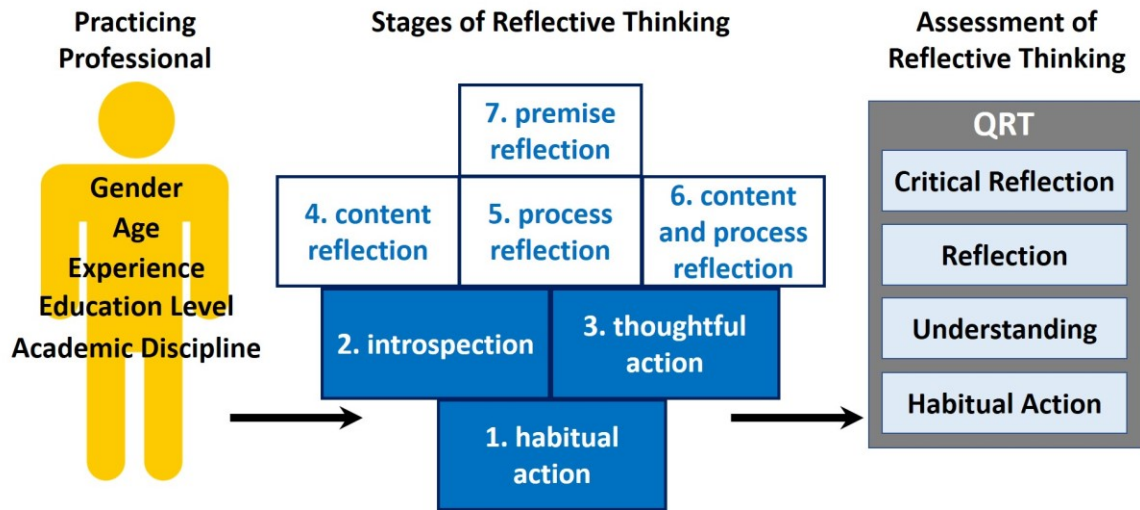 Practicing
Professional
Gender
Age
Experience
Education Level
Academic Discipline
Stages of Reflective Thinking
7. premise
reflection
4. content
reflection
5. process
reflection
6. content
and process
reflection
2. introspection
3. thoughtful
action
1. habitual
action
Assessment of
Reflective Thinking
QRT
Critical Reflection
Reflection
Understanding
Habitual Action